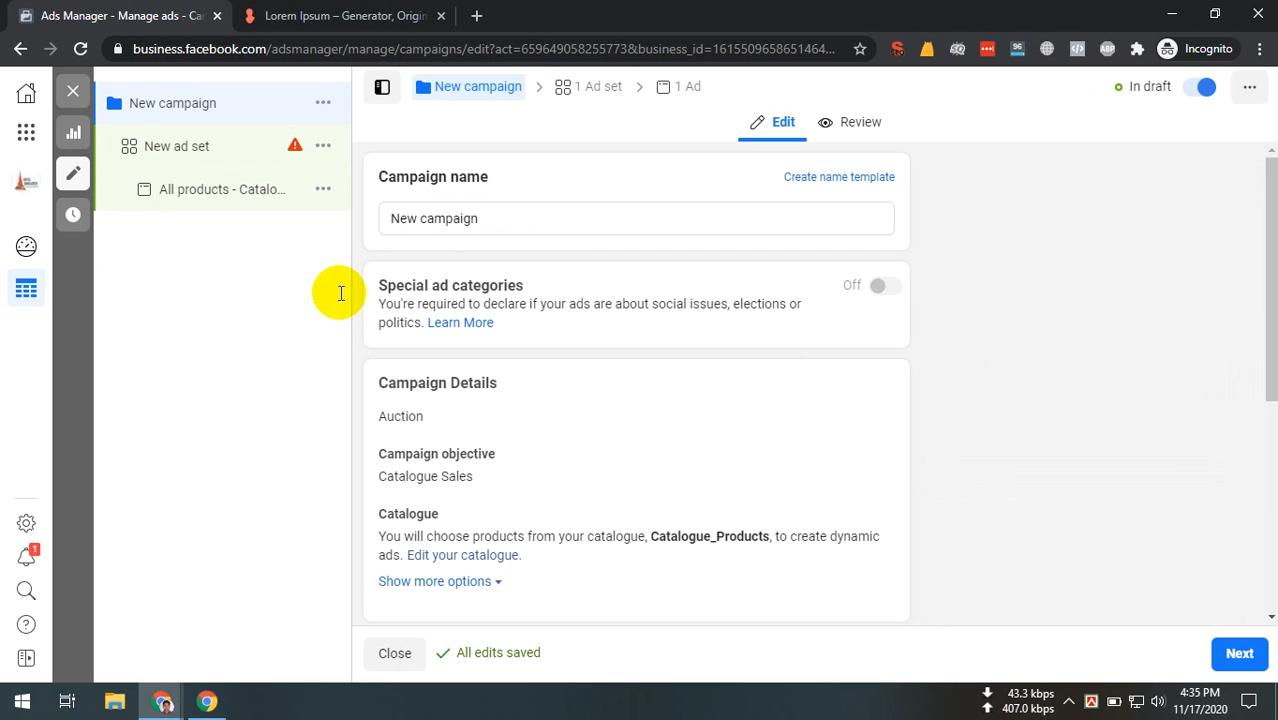 Ads Manager - Manage ads - Ca
Lorem Ipsum – Generator, Origin
business.facebook.com/adsmanager/manage/campaigns/edit?act=659649058255773&business_id=1615509658651464...
96
ABP
Incognito
New campaign
New ad set
All products - Catalo...
New campaign
1 Ad set
1 Ad
In draft
Edit
Review
Campaign name
Create name template
New campaign
Special ad categories
Off
You're required to declare if your ads are about social issues, elections or
politics. Learn More
Campaign Details
Auction
Campaign objective
Catalogue Sales
Catalogue
You will choose products from your catalogue, Catalogue_Products, to create dynamic
ads. Edit your catalogue.
Show more options
1
Close
All edits saved
Next
43.3 kbps
407.0 kbps
4:35 PM
11/17/2020